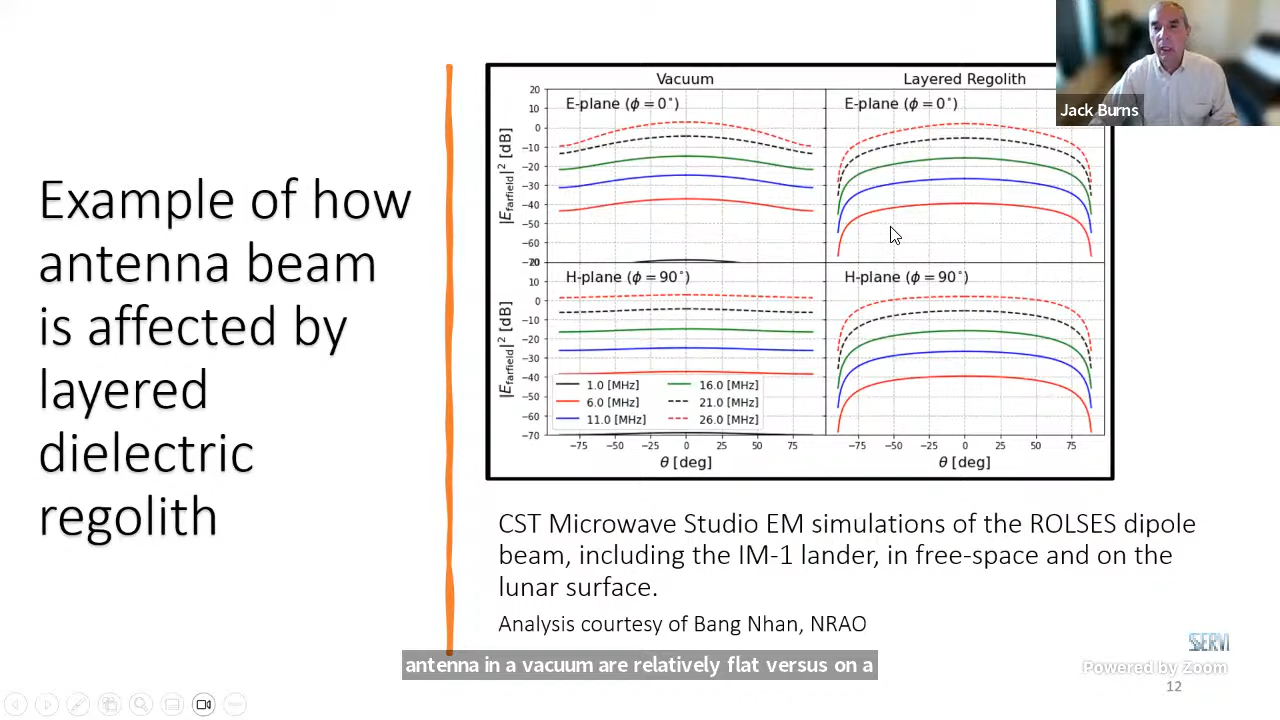 Example of how
antenna beam
is affected by
layered
dielectric
regolith
Vacuum
Layered Regolith
Jack Burns
E-plane (ϕ = 0°)
E-plane (ϕ = 0°)
|E_farfield|² [dB]
20
10
0
−10
−20
−30
−40
−50
−60
H-plane (ϕ = 90°)
H-plane (ϕ = 90°)
|E_farfield|² [dB]
20
10
0
−10
−20
−30
−40
−50
−60
−70
1.0 [MHz]
6.0 [MHz]
11.0 [MHz]
16.0 [MHz]
21.0 [MHz]
26.0 [MHz]
−75 −50 −25 0 25 50 75
−75 −50 −25 0 25 50 75
θ [deg]
θ [deg]
CST Microwave Studio EM simulations of the ROLSES dipole
beam, including the IM-1 lander, in free-space and on the
lunar surface.
Analysis courtesy of Bang Nhan, NRAO
antenna in a vacuum are relatively flat versus on a
SERVI
Powered by Zoom
12